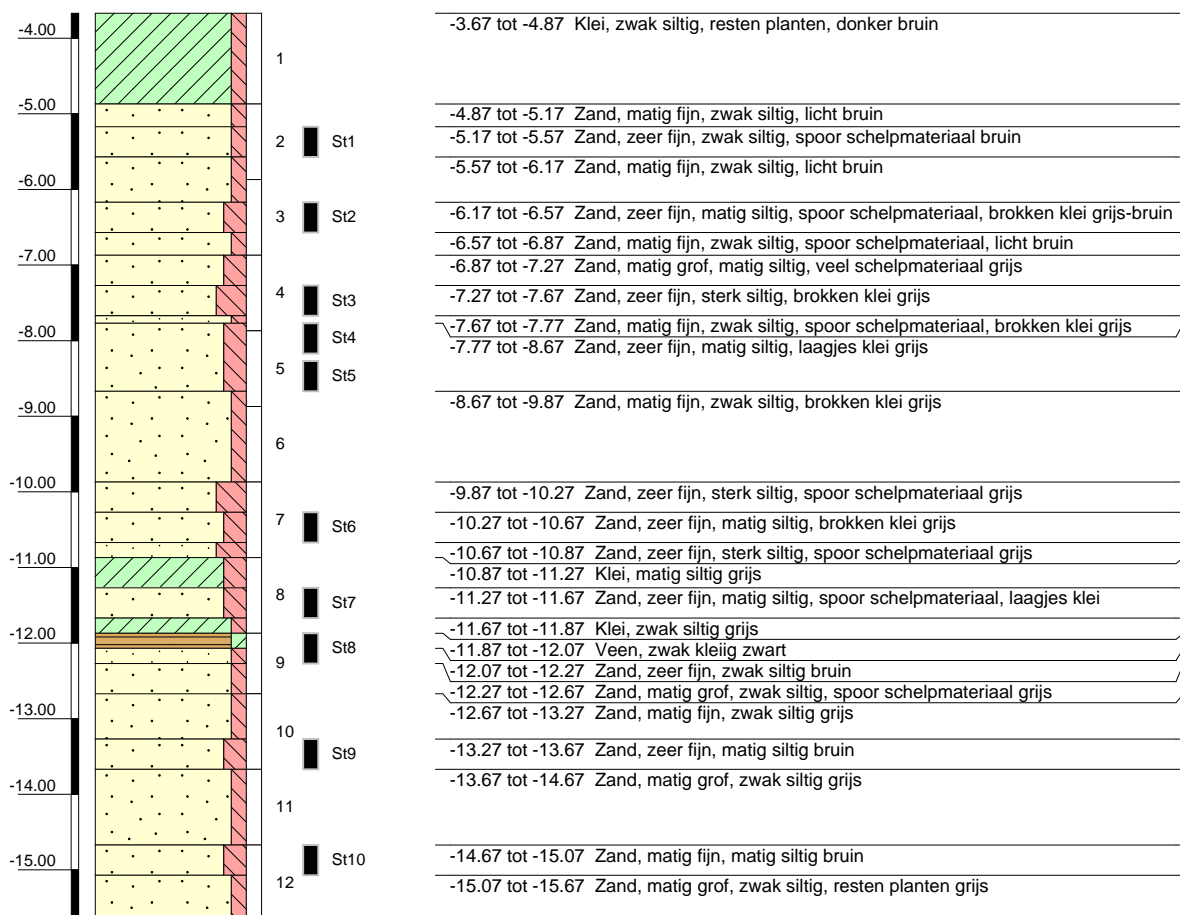 -3.67 tot -4.87 Klei, zwak siltig, resten planten, donker bruin
-4.00
1
-5.00
-4.87 tot -5.17 Zand, matig fijn, zwak siltig, licht bruin
2
St1
-5.17 tot -5.57 Zand, zeer fijn, zwak siltig, spoor schelpmateriaal bruin
-5.57 tot -6.17 Zand, matig fijn, zwak siltig, licht bruin
-6.00
3
St2
-6.17 tot -6.57 Zand, zeer fijn, matig siltig, spoor schelpmateriaal, brokken klei grijs-bruin
-6.57 tot -6.87 Zand, matig fijn, zwak siltig, spoor schelpmateriaal, licht bruin
-7.00
-6.87 tot -7.27 Zand, matig grof, matig siltig, veel schelpmateriaal grijs
4
St3
-7.27 tot -7.67 Zand, zeer fijn, sterk siltig, brokken klei grijs
-7.67 tot -7.77 Zand, matig fijn, zwak siltig, spoor schelpmateriaal, brokken klei grijs
-8.00
St4
-7.77 tot -8.67 Zand, zeer fijn, matig siltig, laagjes klei grijs
5
St5
-8.67 tot -9.87 Zand, matig fijn, zwak siltig, brokken klei grijs
-9.00
6
-10.00
-9.87 tot -10.27 Zand, zeer fijn, sterk siltig, spoor schelpmateriaal grijs
7
St6
-10.27 tot -10.67 Zand, zeer fijn, matig siltig, brokken klei grijs
-11.00
-10.67 tot -10.87 Zand, zeer fijn, sterk siltig, spoor schelpmateriaal grijs
-10.87 tot -11.27 Klei, matig siltig grijs
8
St7
-11.27 tot -11.67 Zand, zeer fijn, matig siltig, spoor schelpmateriaal, laagjes klei
-12.00
-11.67 tot -11.87 Klei, zwak siltig grijs
St8
-11.87 tot -12.07 Veen, zwak kleiig zwart
9
-12.07 tot -12.27 Zand, zeer fijn, zwak siltig bruin
-12.27 tot -12.67 Zand, matig grof, zwak siltig, spoor schelpmateriaal grijs
-13.00
-12.67 tot -13.27 Zand, matig fijn, zwak siltig grijs
10
St9
-13.27 tot -13.67 Zand, zeer fijn, matig siltig bruin
-14.00
-13.67 tot -14.67 Zand, matig grof, zwak siltig grijs
11
-15.00
St10
-14.67 tot -15.07 Zand, matig fijn, matig siltig bruin
12
-15.07 tot -15.67 Zand, matig grof, zwak siltig, resten planten grijs